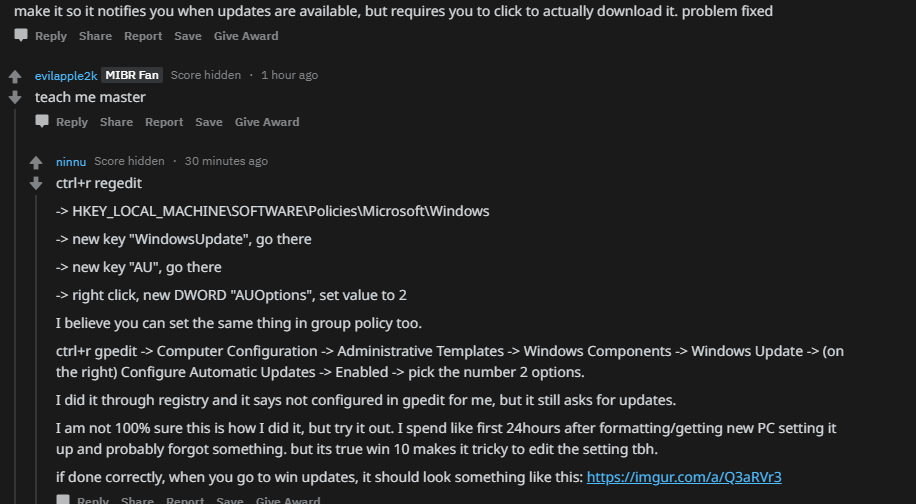 make it so it notifies you when updates are available, but requires you to click to actually download it. problem fixed
Reply Share Report Save Give Award
evilapple2k MIBR Fan Score hidden · 1 hour ago
teach me master
Reply Share Report Save Give Award
ninnu Score hidden · 30 minutes ago
ctrl+r regedit
-> HKEY_LOCAL_MACHINE\SOFTWARE\Policies\Microsoft\Windows
-> new key "WindowsUpdate", go there
-> new key "AU", go there
-> right click, new DWORD "AUOptions", set value to 2
I believe you can set the same thing in group policy too.
ctrl+r gpedit -> Computer Configuration -> Administrative Templates -> Windows Components -> Windows Update -> (on
the right) Configure Automatic Updates -> Enabled -> pick the number 2 options.
I did it through registry and it says not configured in gpedit for me, but it still asks for updates.
I am not 100% sure this is how I did it, but try it out. I spend like first 24hours after formatting/getting new PC setting it
up and probably forgot something. but its true win 10 makes it tricky to edit the setting tbh.
if done correctly, when you go to win updates, it should look something like this: https://imgur.com/a/Q3aRVr3
Reply Share Report Save Give Award